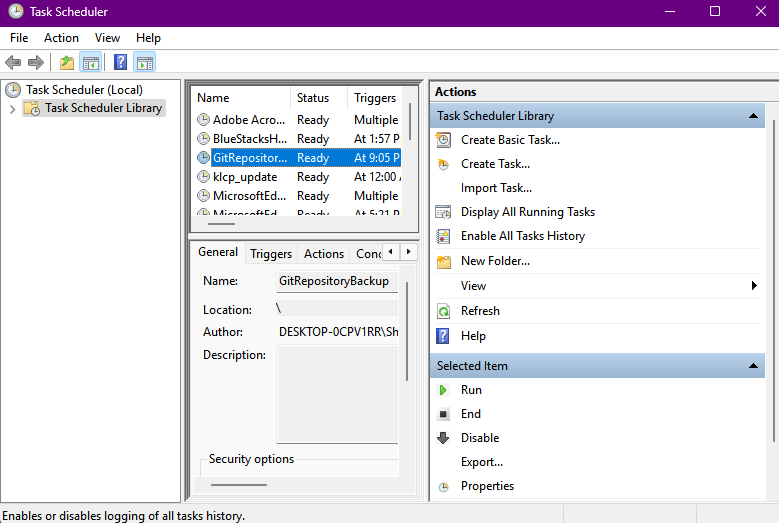 Task Scheduler
File Action View Help
Task Scheduler (Local)
Task Scheduler Library
Name Status Triggers
Adobe Acro... Ready Multiple
BlueStacksH... Ready At 1:57 P
GitRepositor... Ready At 9:05 P
klcp_update Ready At 12:00 A
MicrosoftEd... Ready Multiple
MicrosoftEd... Ready At 5:21 P
General Triggers Actions Conc
Name: GitRepositoryBackup
Location: \
Author: DESKTOP-0CPV1RR\Sh
Description:
Security options
Actions
Task Scheduler Library
Create Basic Task...
Create Task...
Import Task...
Display All Running Tasks
Enable All Tasks History
New Folder...
View
Refresh
Help
Selected Item
Run
End
Disable
Export...
Properties
Enables or disables logging of all tasks history.